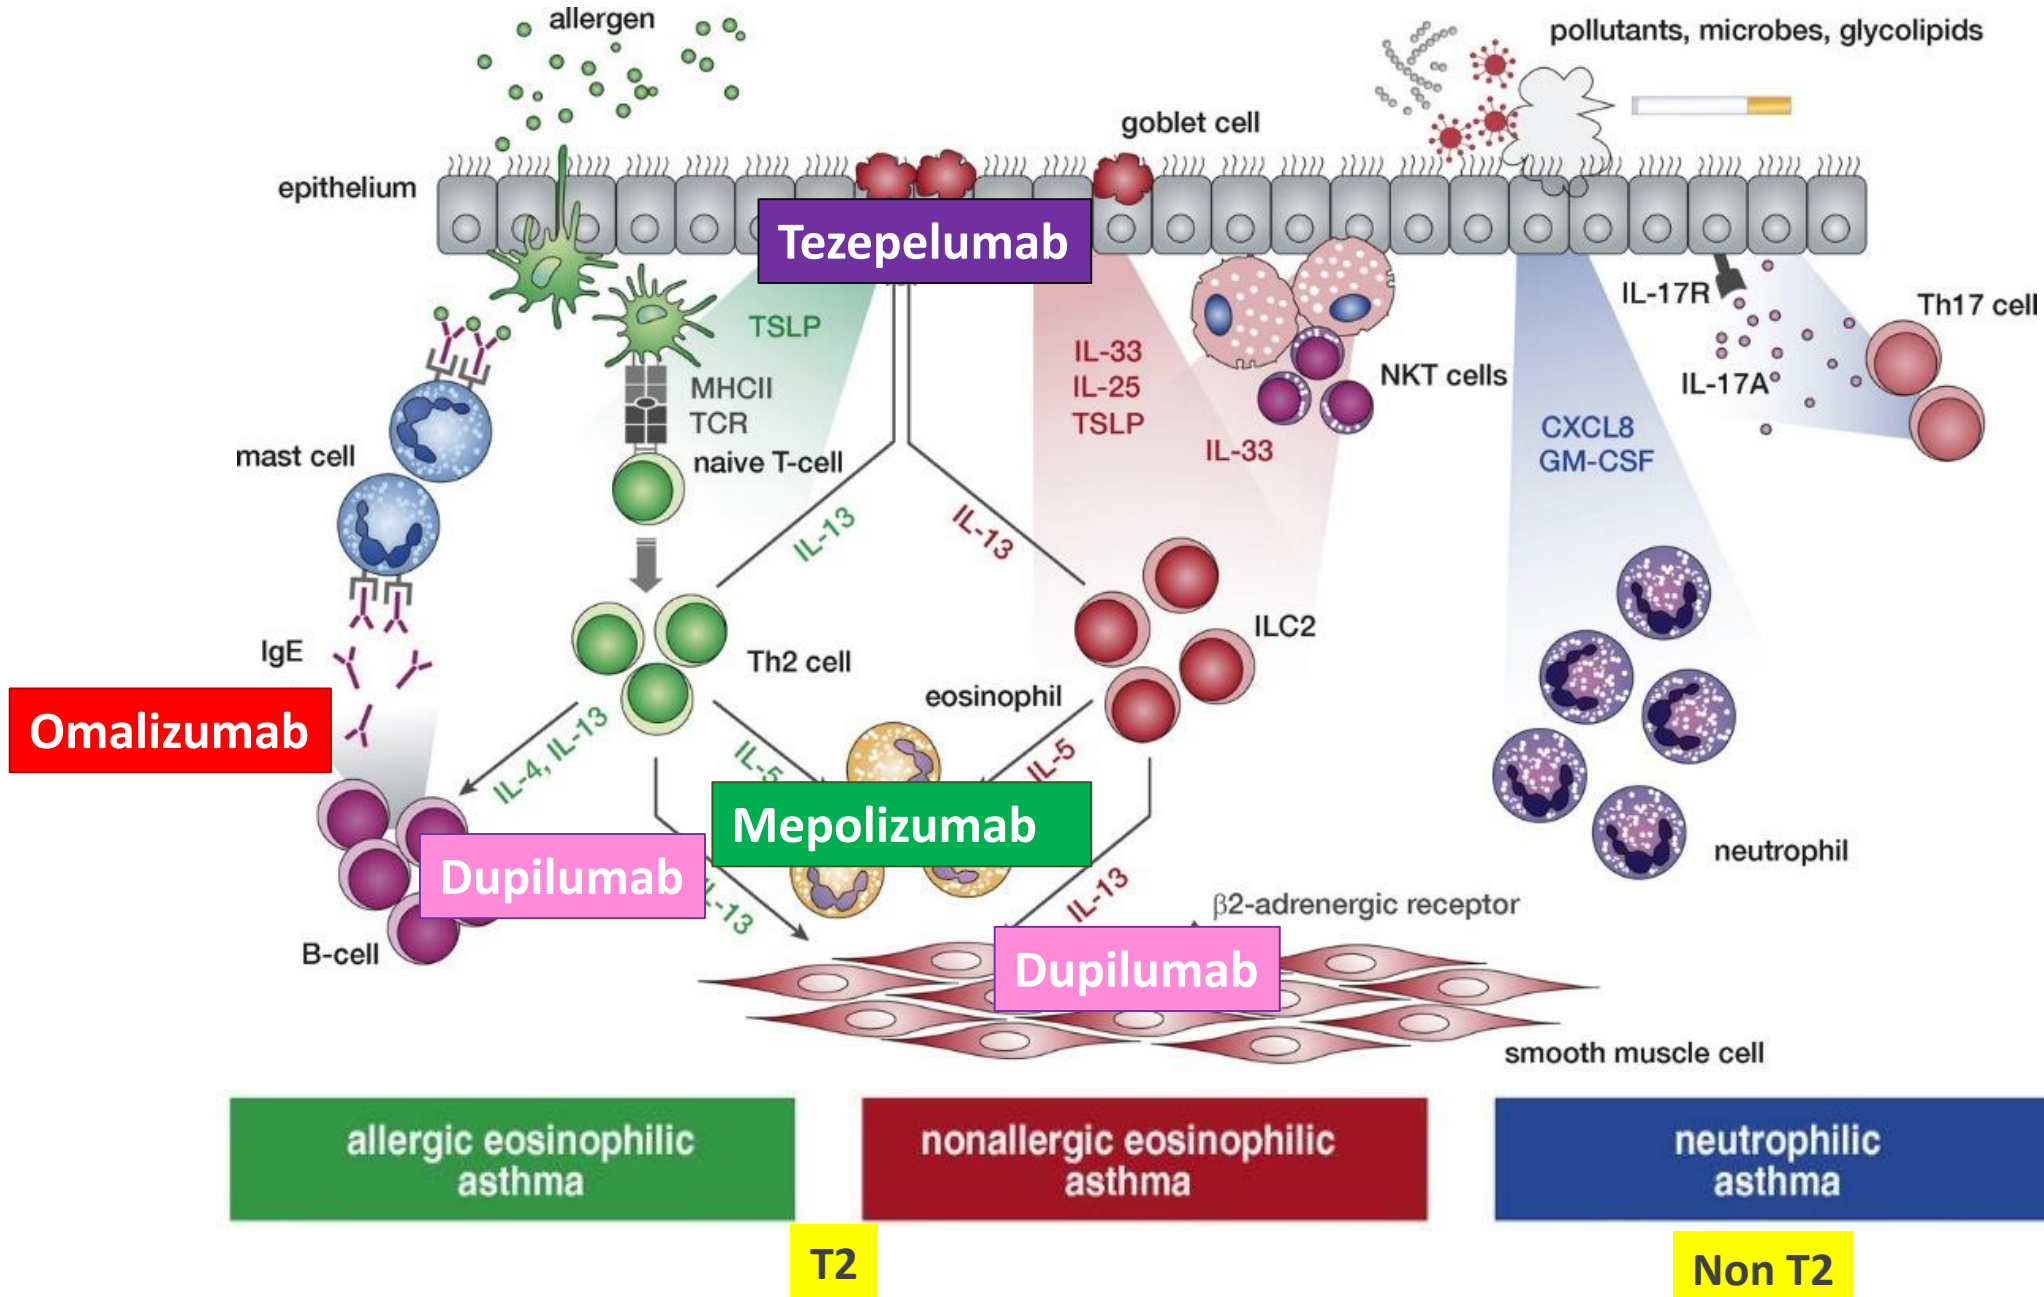 allergen
pollutants, microbes, glycolipids
goblet cell
epithelium
Tezepelumab
TSLP
IL-33
IL-25
TSLP
IL-33
NKT cells
IL-17R
Th17 cell
IL-17A
CXCL8
GM-CSF
MHCII
TCR
naive T-cell
mast cell
IL-13
IL-13
IgE
Th2 cell
ILC2
eosinophil
Omalizumab
IL-4, IL-13
IL-5
IL-5
Mepolizumab
Dupilumab
IL-13
IL-13
neutrophil
β2-adrenergic receptor
B-cell
Dupilumab
smooth muscle cell
allergic eosinophilic
asthma
nonallergic eosinophilic
asthma
neutrophilic
asthma
T2
Non T2